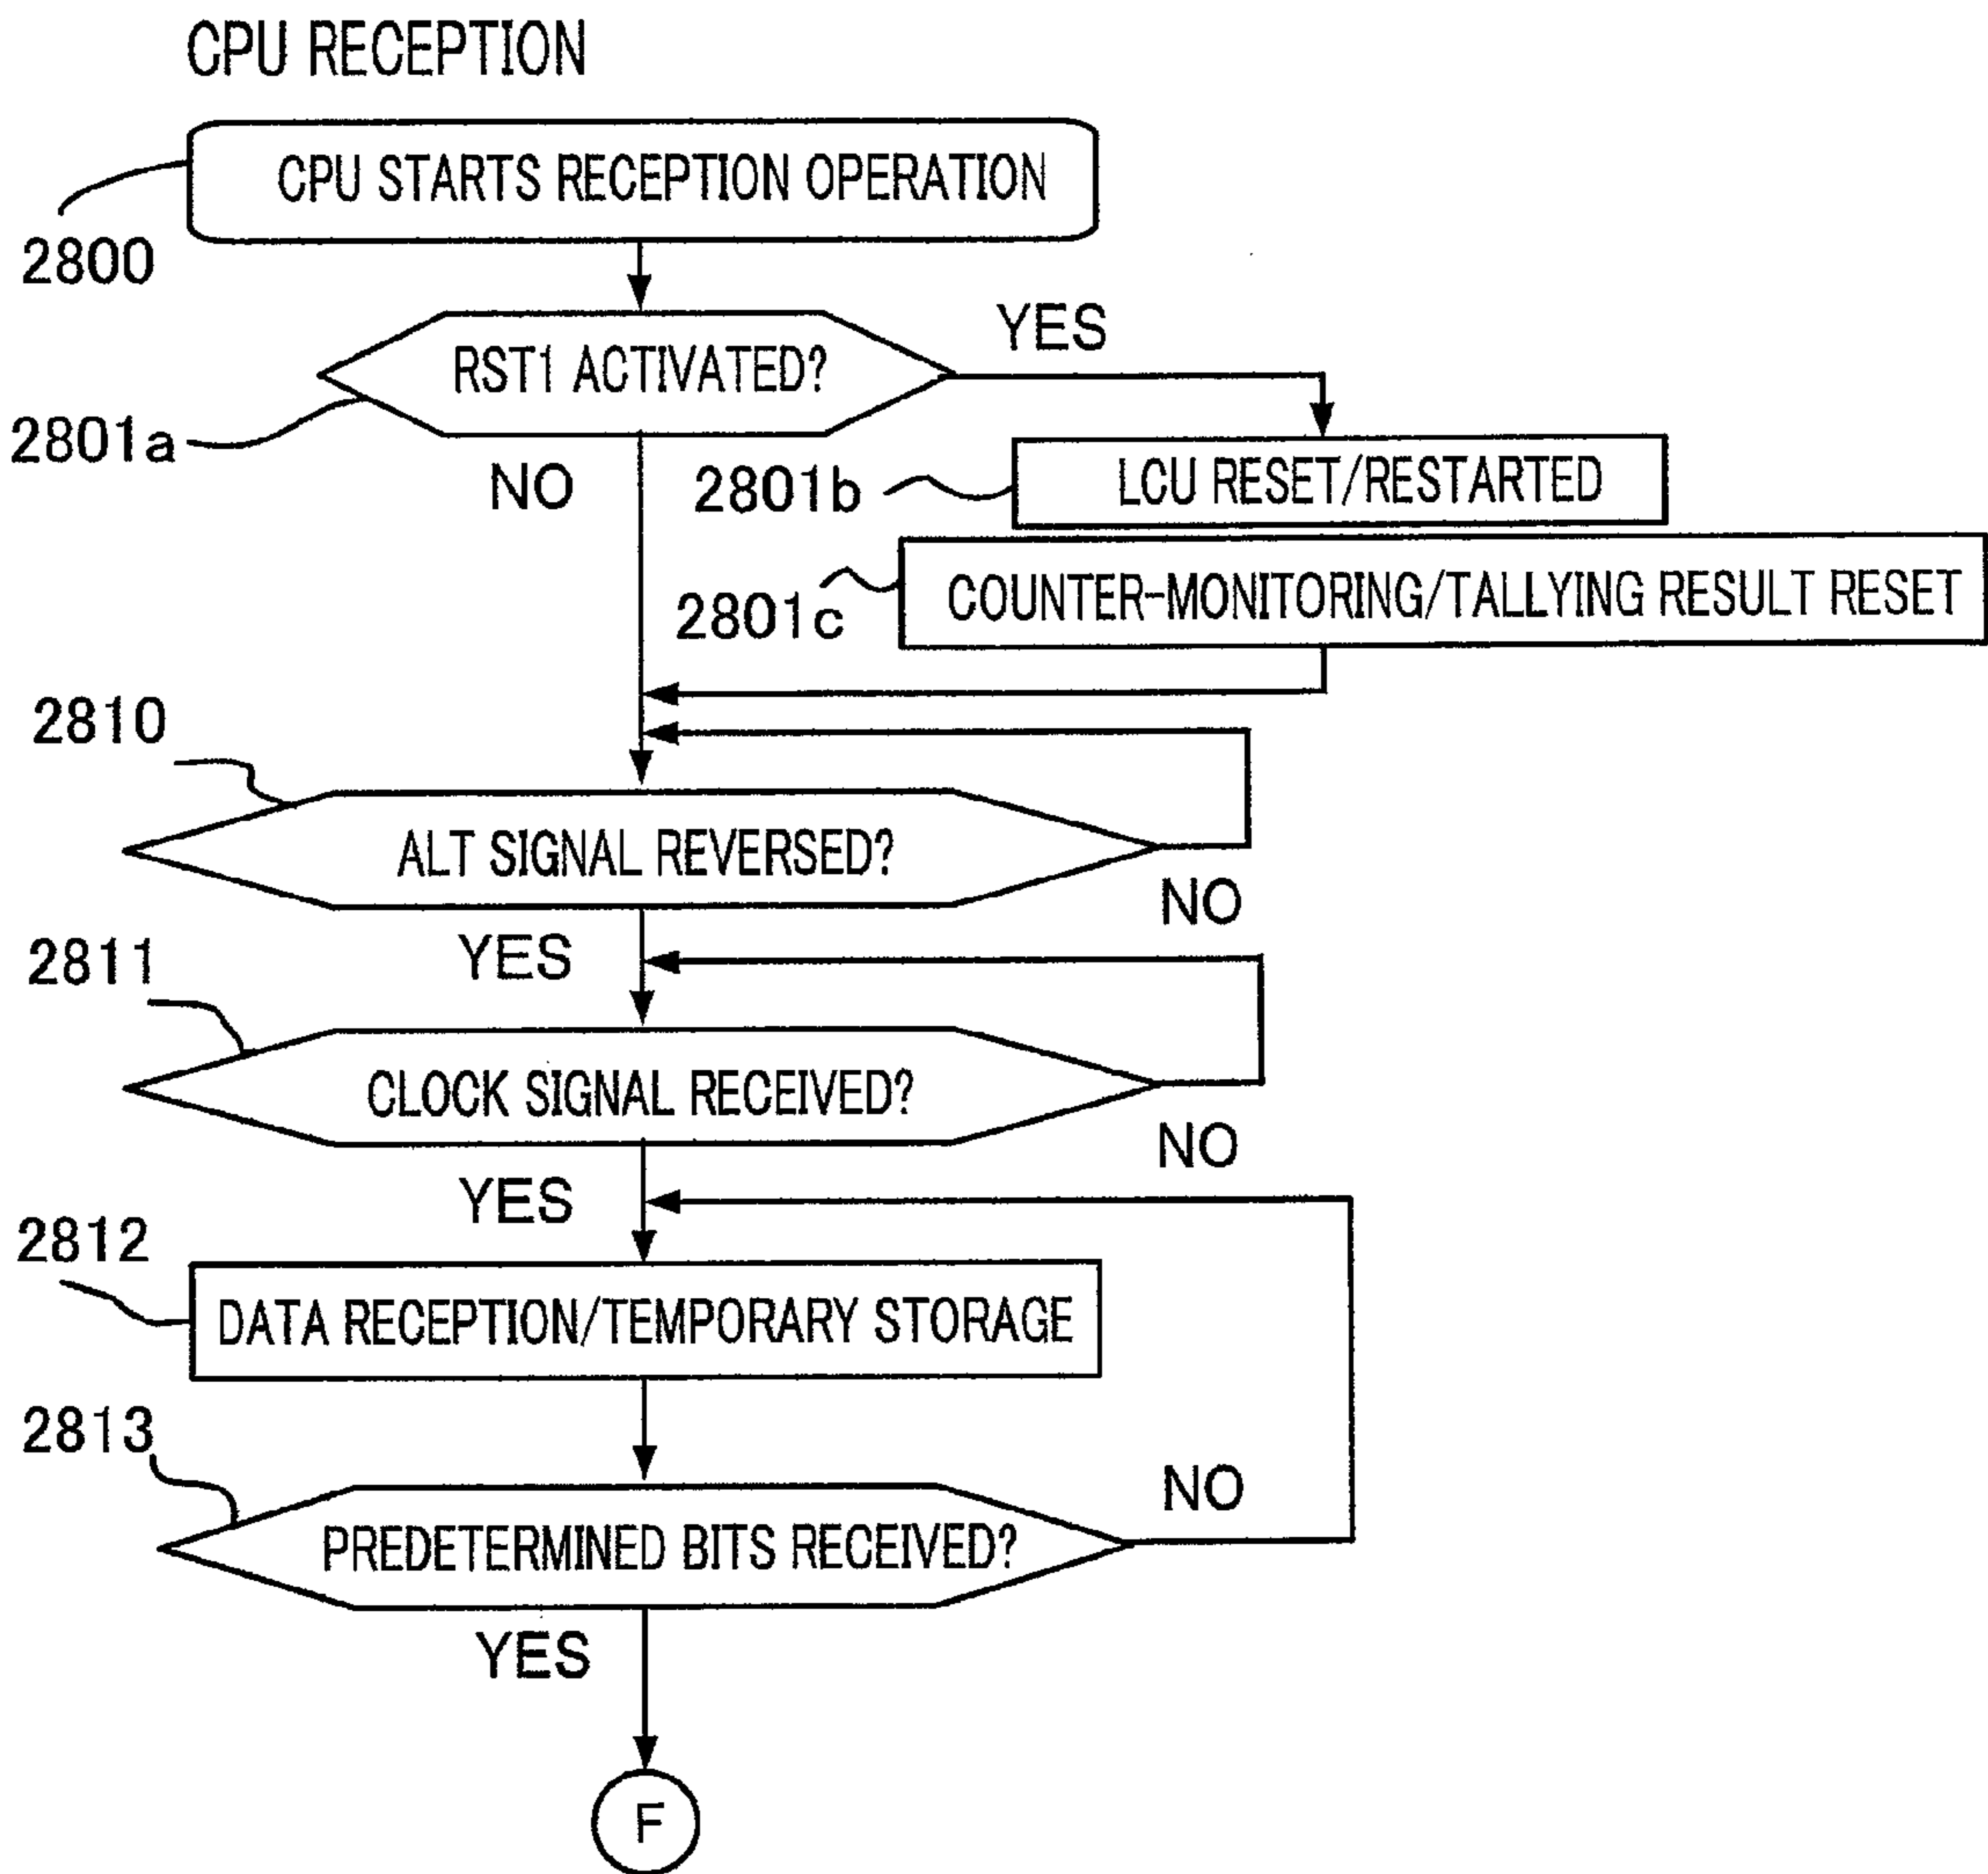 CPU RECEPTION
CPU STARTS RECEPTION OPERATION
2800
RST1 ACTIVATED?
YES
2801a
NO
2801b
LCU RESET/RESTARTED
2801c
COUNTER-MONITORING/TALLYING RESULT RESET
2810
ALT SIGNAL REVERSED?
NO
YES
2811
CLOCK SIGNAL RECEIVED?
NO
YES
2812
DATA RECEPTION/TEMPORARY STORAGE
2813
NO
PREDETERMINED BITS RECEIVED?
YES
F